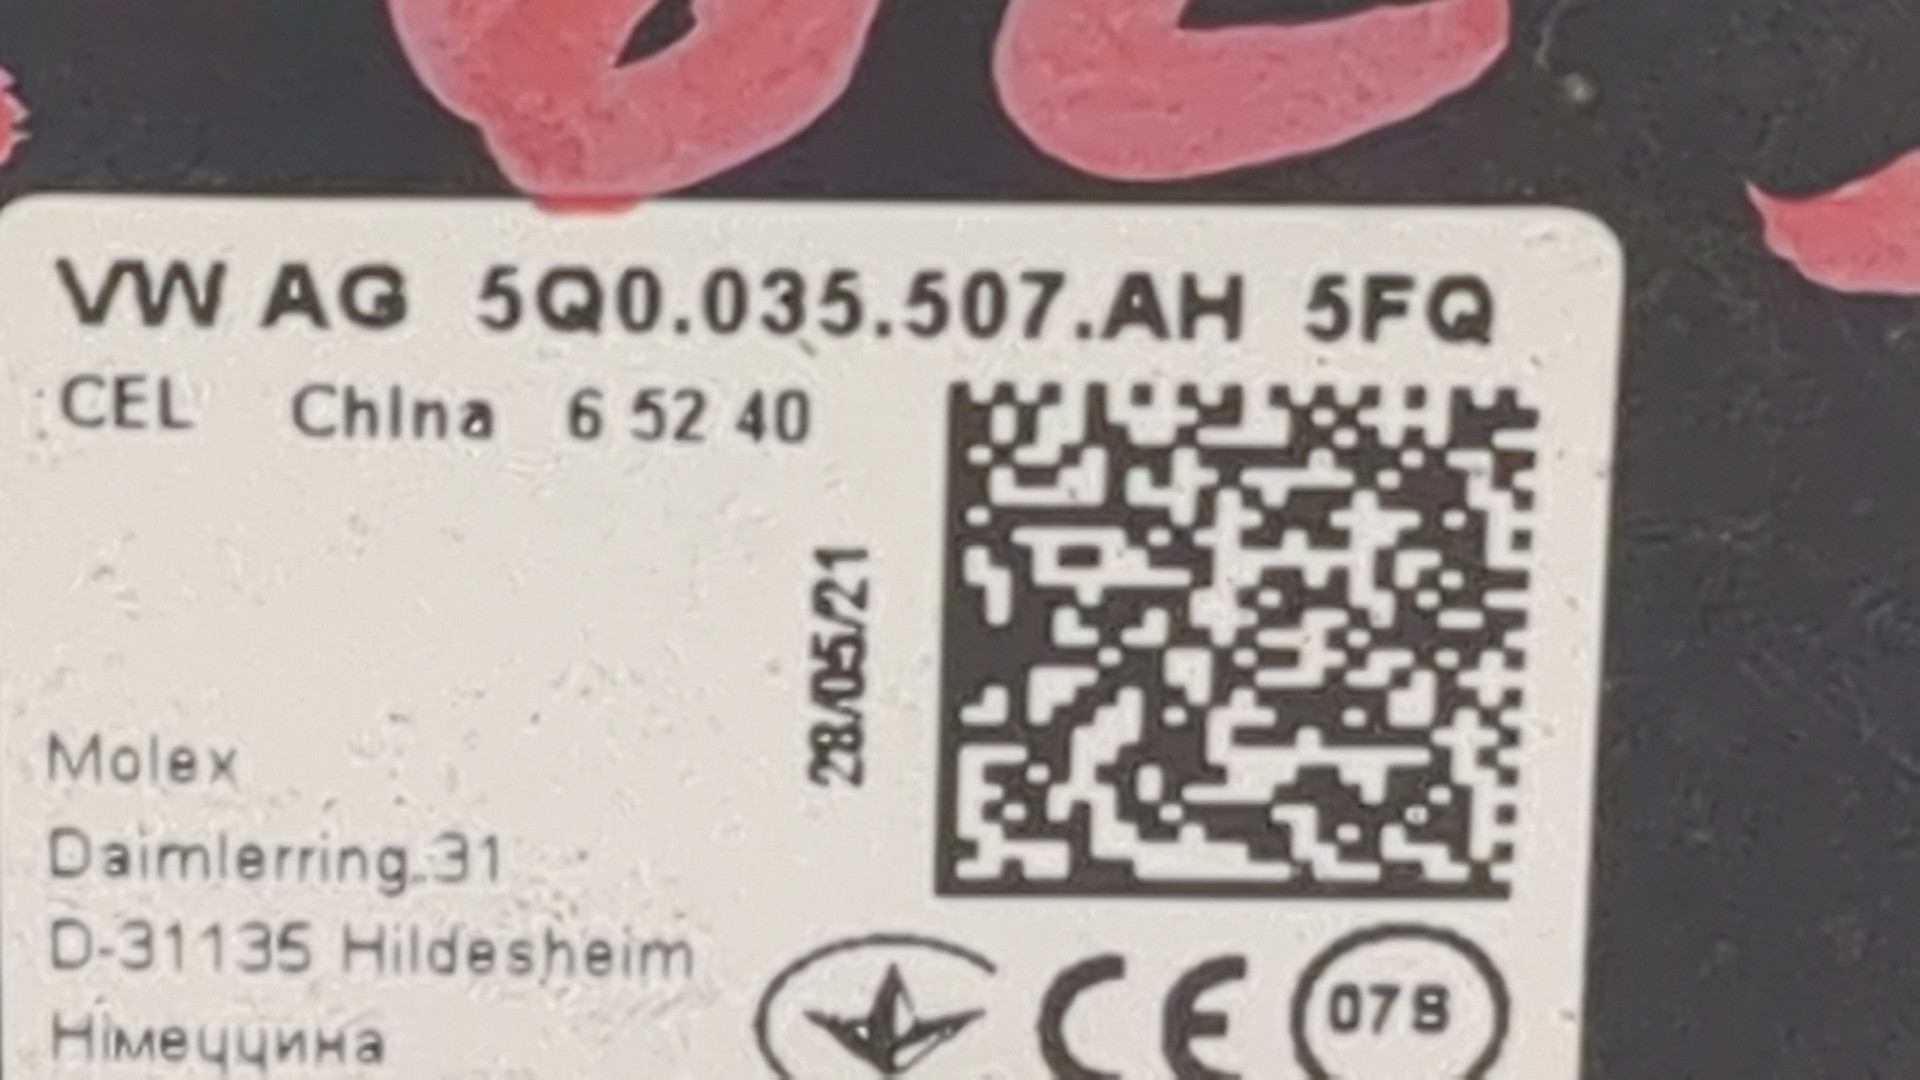 VW AG 5Q0.035.507.AH 5FQ
CEL China 6 52 40
28/05/21
Molex
Daimlerring 31
D-31135 Hildesheim
Німеччина
CE